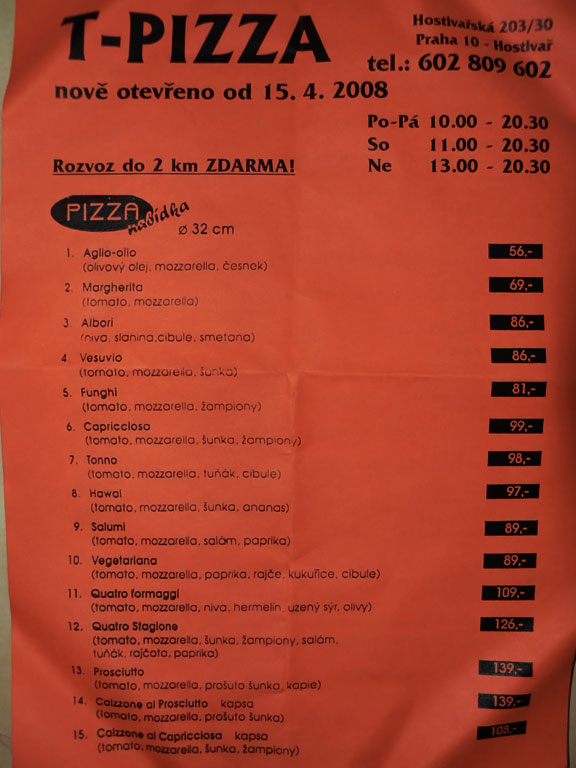 T-PIZZA
Hostivařská 203/30
Praha 10 - Hostivař
tel.: 602 809 602
nově otevřeno od 15. 4. 2008
Po-Pá 10.00 - 20.30
So 11.00 - 20.30
Ne 13.00 - 20.30
Rozvoz do 2 km ZDARMA!
PIZZA nabídka
ø 32 cm
1. Aglio-olio 56,-
(olivový olej, mozzarella, česnek)
2. Margherita 69,-
(tomato, mozzarella)
3. Albori 86,-
(niva, slanina,cibule, smetana)
4. Vesuvio 86,-
(tomato, mozzarella, šunka)
5. Funghi 81,-
(tomato, mozzarella, žampiony)
6. Capriccioso 99,-
(tomato, mozzarella, šunka, žampiony)
7. Tonno 98,-
(tomato, mozzarella, tuňák, cibule)
8. Hawai 97,-
(tomato, mozzarella, šunka, ananas)
9. Salumi 89,-
(tomato, mozzarella, salám, paprika)
10. Vegetariana 89,-
(tomato, mozzarella, paprika, rajče, kukuřice, cibule)
11. Quatro formaggi 109,-
(tomato, mozzarella, niva, hermelín, uzený sýr, olivy)
12. Quatro Stagione 126,-
(tomato, mozzarella, šunka, žampiony, salám,
tuňák, rajčata, paprika)
13. Prosciutto 139,-
(tomato, mozzarella, prošuto šunka, kapie)
14. Calzzone al Prosciutto kapsa 139,-
(tomato, mozzarella, prošuto šunka)
15. Calzzone al Capricciosa kapsa 108,-
(tomato, mozzarella, šunka, žampiony)